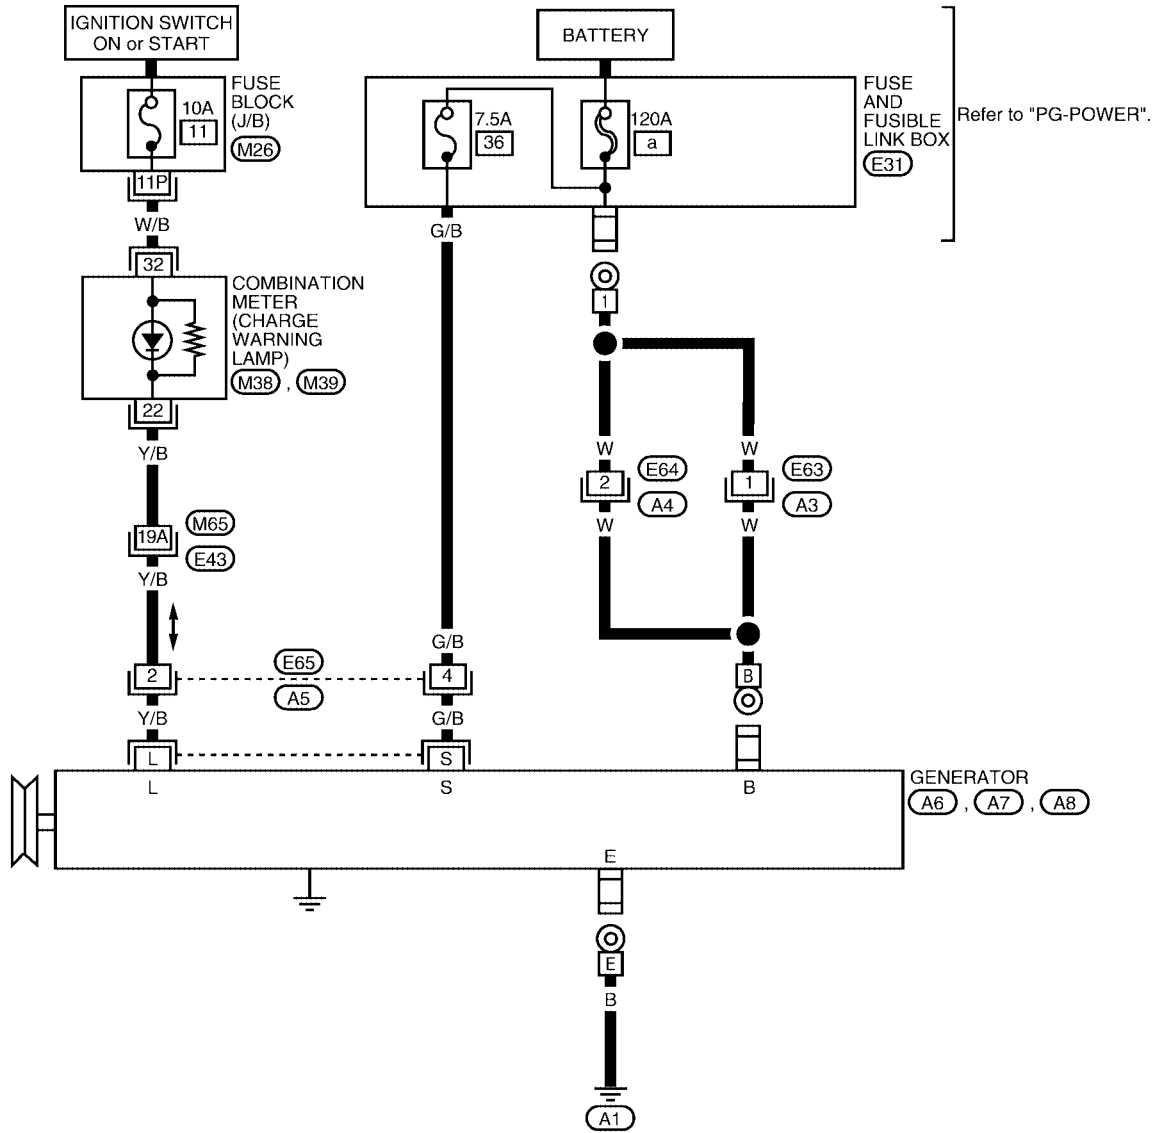 IGNITION SWITCH
ON or START
BATTERY
FUSE
BLOCK
(J/B)
M26
10A
11
11P
7.5A
36
120A
a
FUSE
AND
FUSIBLE
LINK BOX
E31
Refer to "PG-POWER".
W/B
G/B
32
1
COMBINATION
METER
(CHARGE
WARNING
LAMP)
M38 , M39
22
Y/B
W
W
2
E64
A4
1
E63
A3
W
W
19A
M65
E43
Y/B
G/B
2
E65
A5
4
B
Y/B
G/B
L
S
L
S
B
GENERATOR
A6 , A7 , A8
E
E
B
A1